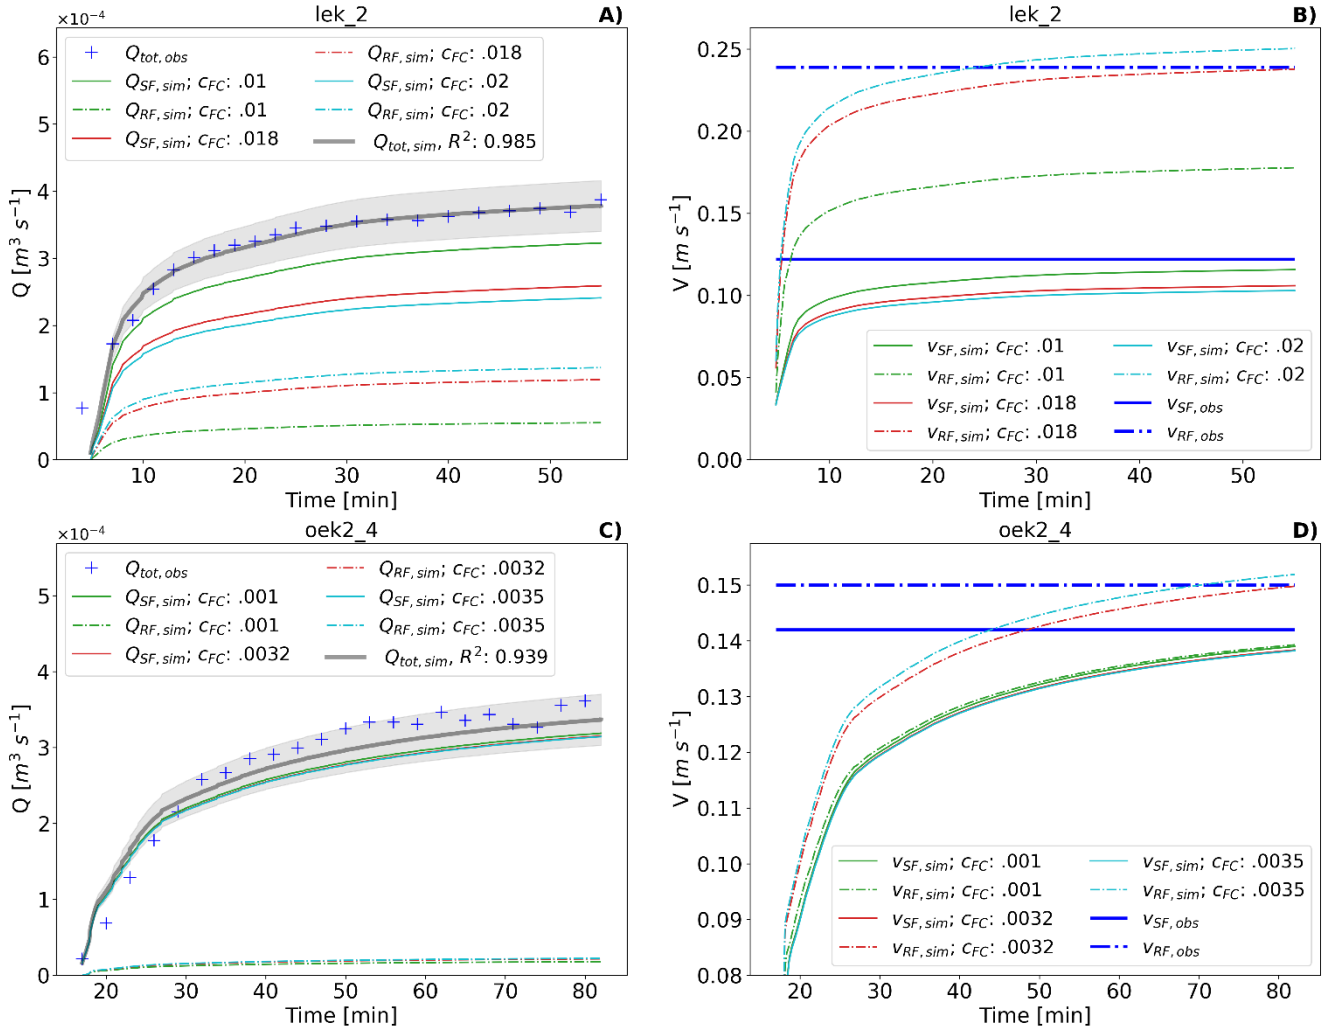 lek_2
A)
×10⁻⁴
Q [m³ s⁻¹]
6
5
4
3
2
1
0
Q_tot,obs
Q_SF,sim; c_FC: .01
Q_RF,sim; c_FC: .01
Q_SF,sim; c_FC: .018
Q_RF,sim; c_FC: .018
Q_SF,sim; c_FC: .02
Q_RF,sim; c_FC: .02
Q_tot,sim, R²: 0.985
10 20 30 40 50
Time [min]
lek_2
B)
V [m s⁻¹]
0.25
0.20
0.15
0.10
0.05
0.00
v_SF,sim; c_FC: .01
v_RF,sim; c_FC: .01
v_SF,sim; c_FC: .018
v_RF,sim; c_FC: .018
v_SF,sim; c_FC: .02
v_RF,sim; c_FC: .02
v_SF,obs
v_RF,obs
10 20 30 40 50
Time [min]
oek2_4
C)
×10⁻⁴
Q [m³ s⁻¹]
5
4
3
2
1
0
Q_tot,obs
Q_SF,sim; c_FC: .001
Q_RF,sim; c_FC: .001
Q_SF,sim; c_FC: .0032
Q_RF,sim; c_FC: .0032
Q_SF,sim; c_FC: .0035
Q_RF,sim; c_FC: .0035
Q_tot,sim, R²: 0.939
20 30 40 50 60 70 80
Time [min]
oek2_4
D)
V [m s⁻¹]
0.15
0.14
0.13
0.12
0.11
0.10
0.09
0.08
v_SF,sim; c_FC: .001
v_RF,sim; c_FC: .001
v_SF,sim; c_FC: .0032
v_RF,sim; c_FC: .0032
v_SF,sim; c_FC: .0035
v_RF,sim; c_FC: .0035
v_SF,obs
v_RF,obs
20 30 40 50 60 70 80
Time [min]